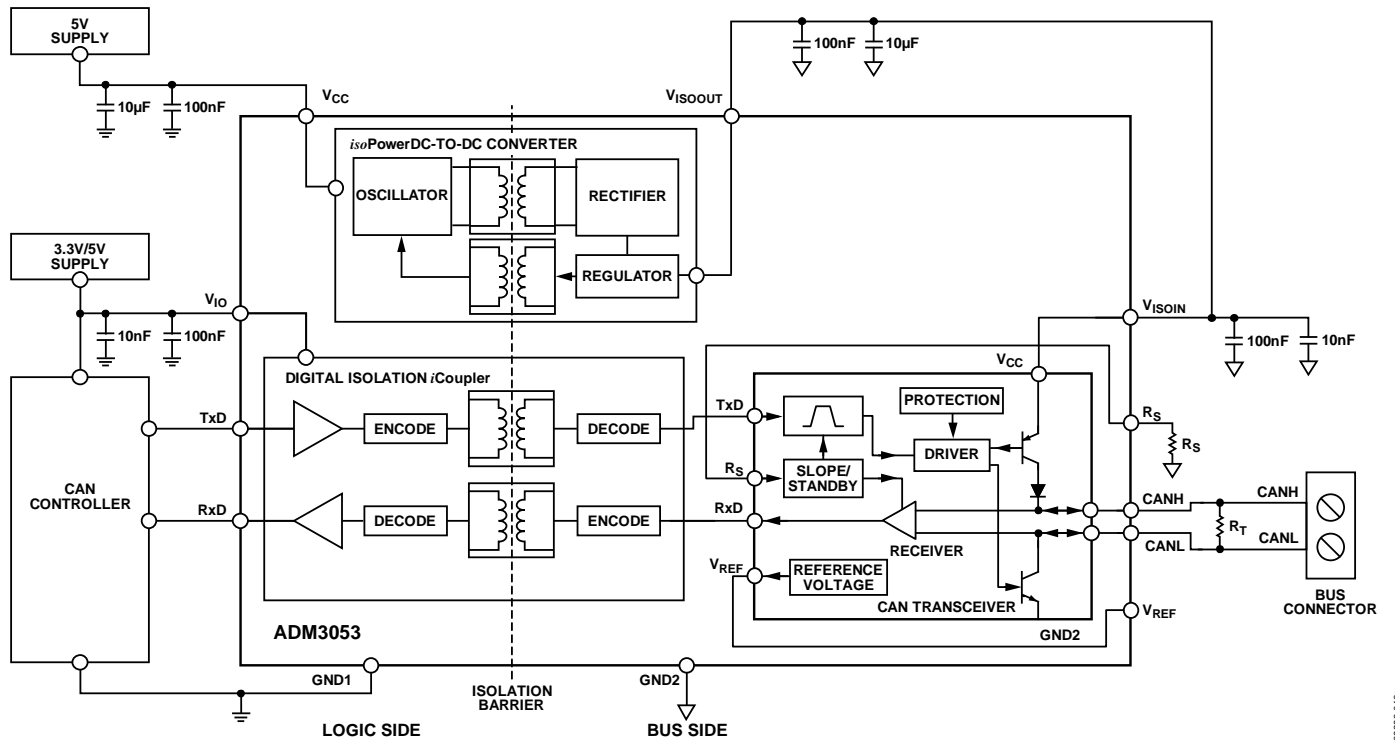 5V
SUPPLY
100nF
10µF
10µF
100nF
VCC
VISOOUT
isoPowerDC-TO-DC CONVERTER
OSCILLATOR
RECTIFIER
REGULATOR
3.3V/5V
SUPPLY
VIO
10nF
100nF
VISOIN
100nF
10nF
VCC
DIGITAL ISOLATION iCoupler
TxD
ENCODE
DECODE
TxD
PROTECTION
DRIVER
RS
SLOPE/
STANDBY
RS
RS
CAN
CONTROLLER
RxD
DECODE
ENCODE
RxD
RECEIVER
CANH
CANH
RT
CANL
CANL
VREF
REFERENCE
VOLTAGE
CAN TRANSCEIVER
BUS
CONNECTOR
VREF
ADM3053
GND2
GND1
ISOLATION
BARRIER
GND2
LOGIC SIDE
BUS SIDE